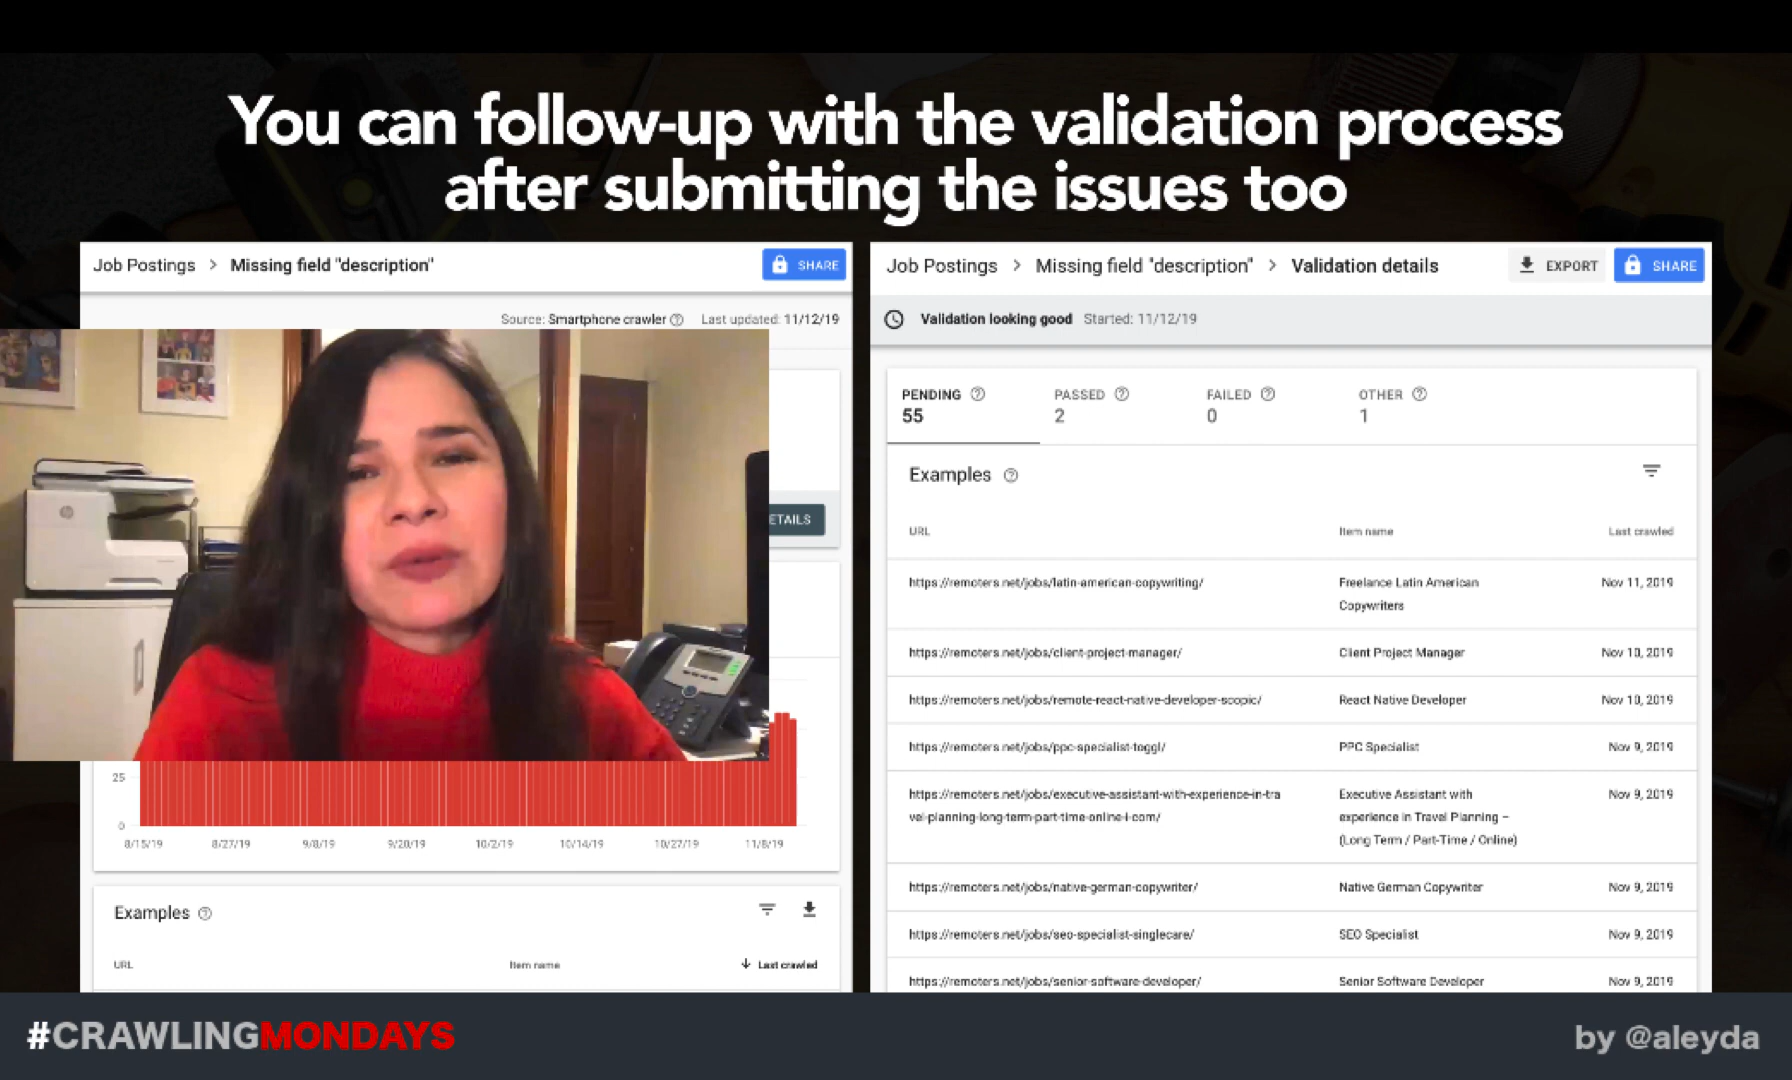 You can follow-up with the validation process
after submitting the issues too
Job Postings > Missing field "description"
SHARE
Source: Smartphone crawler
Last updated: 11/12/19
ETAILS
25
0
8/15/19 8/27/19 9/8/19 9/20/19 10/2/19 10/14/19 10/27/19 11/8/19
Examples
URL Item name Last crawled
Job Postings > Missing field "description" > Validation details
EXPORT
SHARE
Validation looking good Started: 11/12/19
PENDING PASSED FAILED OTHER
55 2 0 1
Examples
URL Item name Last crawled
https://remoters.net/jobs/latin-american-copywriting/ Freelance Latin American Nov 11, 2019
Copywriters
https://remoters.net/jobs/client-project-manager/ Client Project Manager Nov 10, 2019
https://remoters.net/jobs/remote-react-native-developer-scopic/ React Native Developer Nov 10, 2019
https://remoters.net/jobs/ppc-specialist-toggl/ PPC Specialist Nov 9, 2019
https://remoters.net/jobs/executive-assistant-with-experience-in-tra Executive Assistant with Nov 9, 2019
vel-planning-long-term-part-time-online-i-com/ experience in Travel Planning –
(Long Term / Part-Time / Online)
https://remoters.net/jobs/native-german-copywriter/ Native German Copywriter Nov 9, 2019
https://remoters.net/jobs/seo-specialist-singlecare/ SEO Specialist Nov 9, 2019
https://remoters.net/jobs/senior-software-developer/ Senior Software Developer Nov 9, 2019
#CRAWLINGMONDAYS
by @aleyda